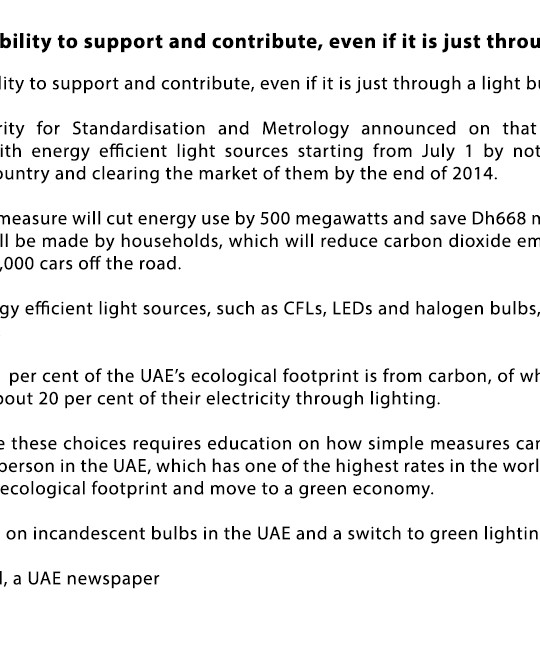 bility to support and contribute, even if it is just throu
lity to support and contribute, even if it is just through a light bu
rity for Standardisation and Metrology announced on that
ith energy efficient light sources starting from July 1 by not
ountry and clearing the market of them by the end of 2014.
measure will cut energy use by 500 megawatts and save Dh668 m
ll be made by households, which will reduce carbon dioxide em
,000 cars off the road.
gy efficient light sources, such as CFLs, LEDs and halogen bulbs,
per cent of the UAE's ecological footprint is from carbon, of wh
bout 20 per cent of their electricity through lighting.
e these choices requires education on how simple measures can
person in the UAE, which has one of the highest rates in the worl
ecological footprint and move to a green economy.
on incandescent bulbs in the UAE and a switch to green lightin
l, a UAE newspaper